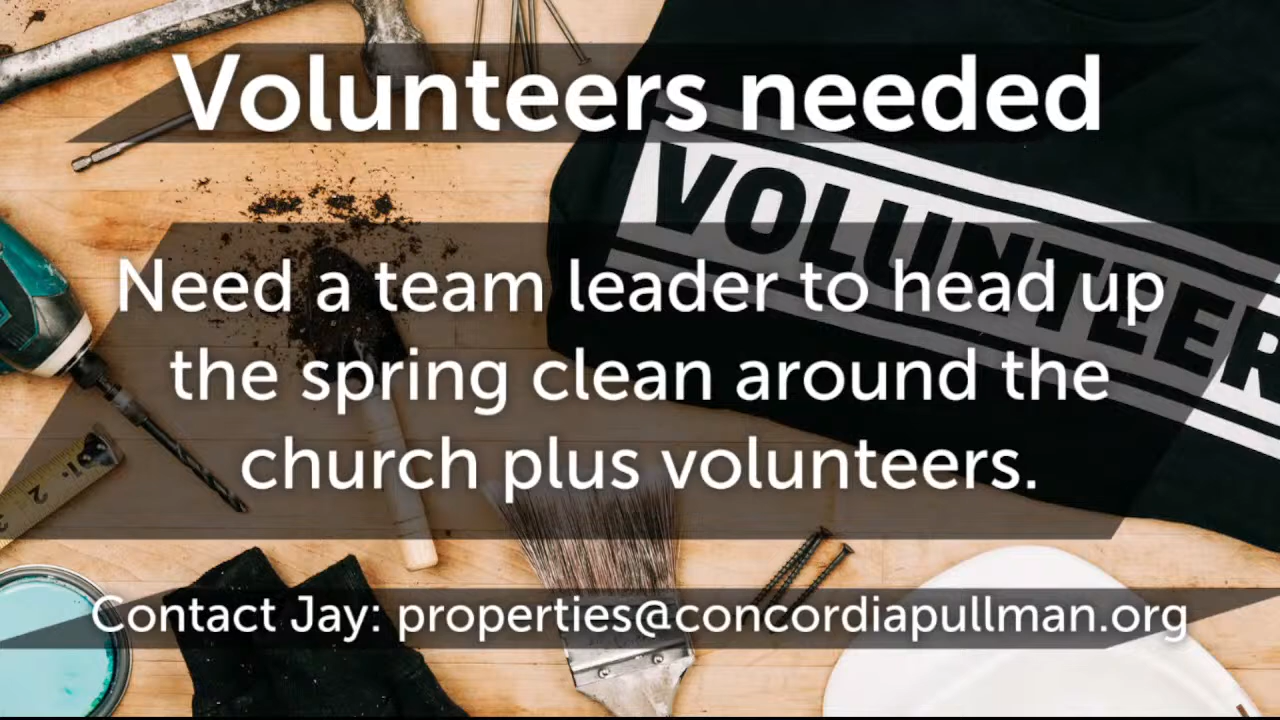 Volunteers needed
VOLUNTEER
Need a team leader to head up
the spring clean around the
church plus volunteers.
Contact Jay: properties@concordiapullman.org